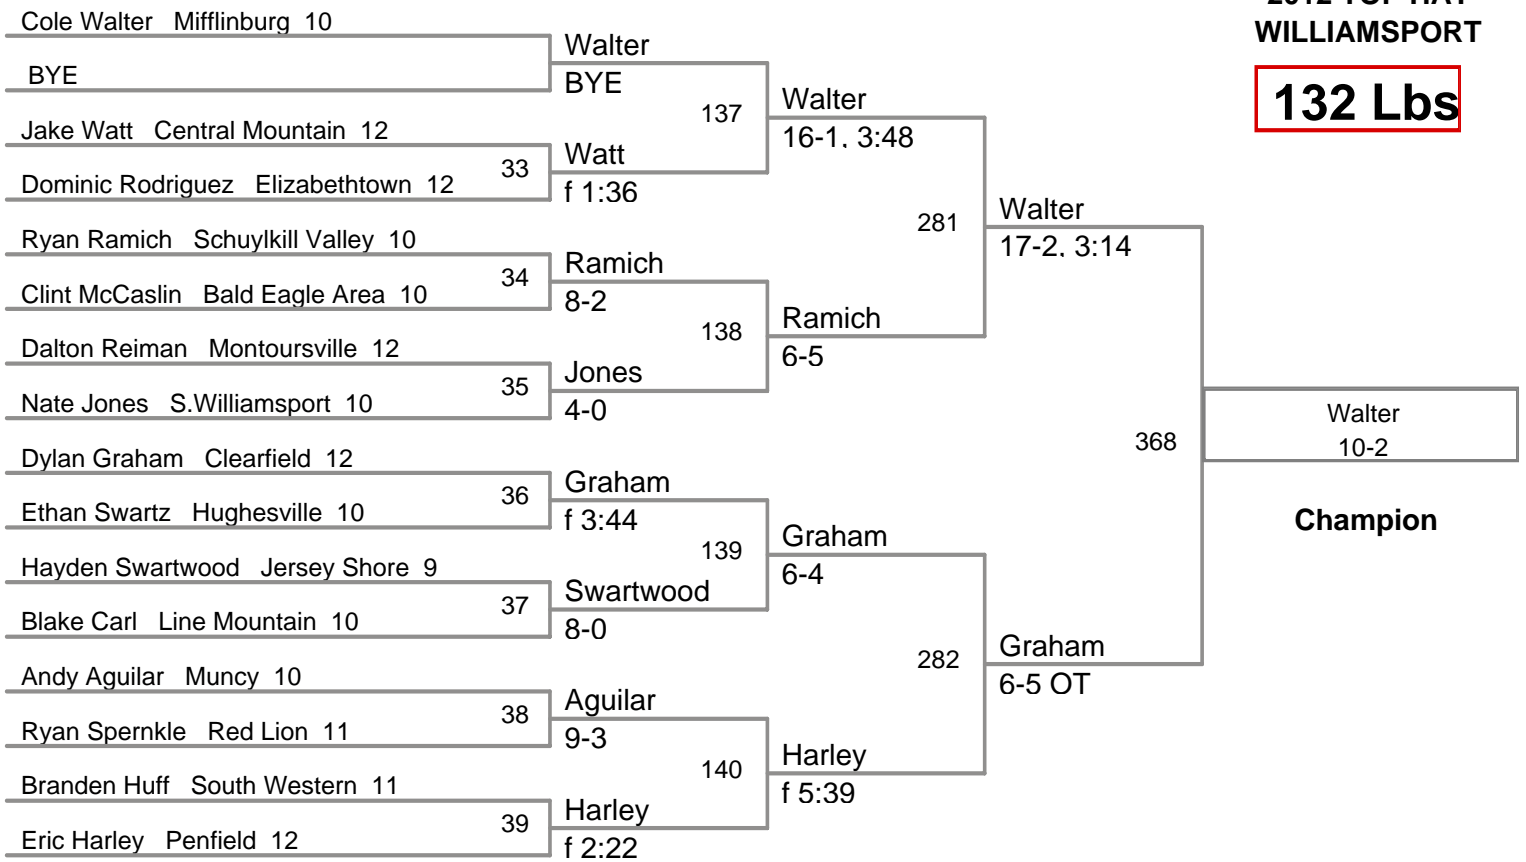 2012 TOP HAT
WILLIAMSPORT
132 Lbs
Cole Walter Mifflinburg 10
BYE
Jake Watt Central Mountain 12
Dominic Rodriguez Elizabethtown 12
Ryan Ramich Schuylkill Valley 10
Clint McCaslin Bald Eagle Area 10
Dalton Reiman Montoursville 12
Nate Jones S.Williamsport 10
Dylan Graham Clearfield 12
Ethan Swartz Hughesville 10
Hayden Swartwood Jersey Shore 9
Blake Carl Line Mountain 10
Andy Aguilar Muncy 10
Ryan Spernkle Red Lion 11
Branden Huff South Western 11
Eric Harley Penfield 12
33
34
35
36
37
38
39
Walter
BYE
Watt
f 1:36
Ramich
8-2
Jones
4-0
Graham
f 3:44
Swartwood
8-0
Aguilar
9-3
Harley
f 2:22
137
138
139
140
Walter
16-1, 3:48
Ramich
6-5
Graham
6-4
Harley
f 5:39
281
282
Walter
17-2, 3:14
Graham
6-5 OT
368
Walter
10-2
Champion